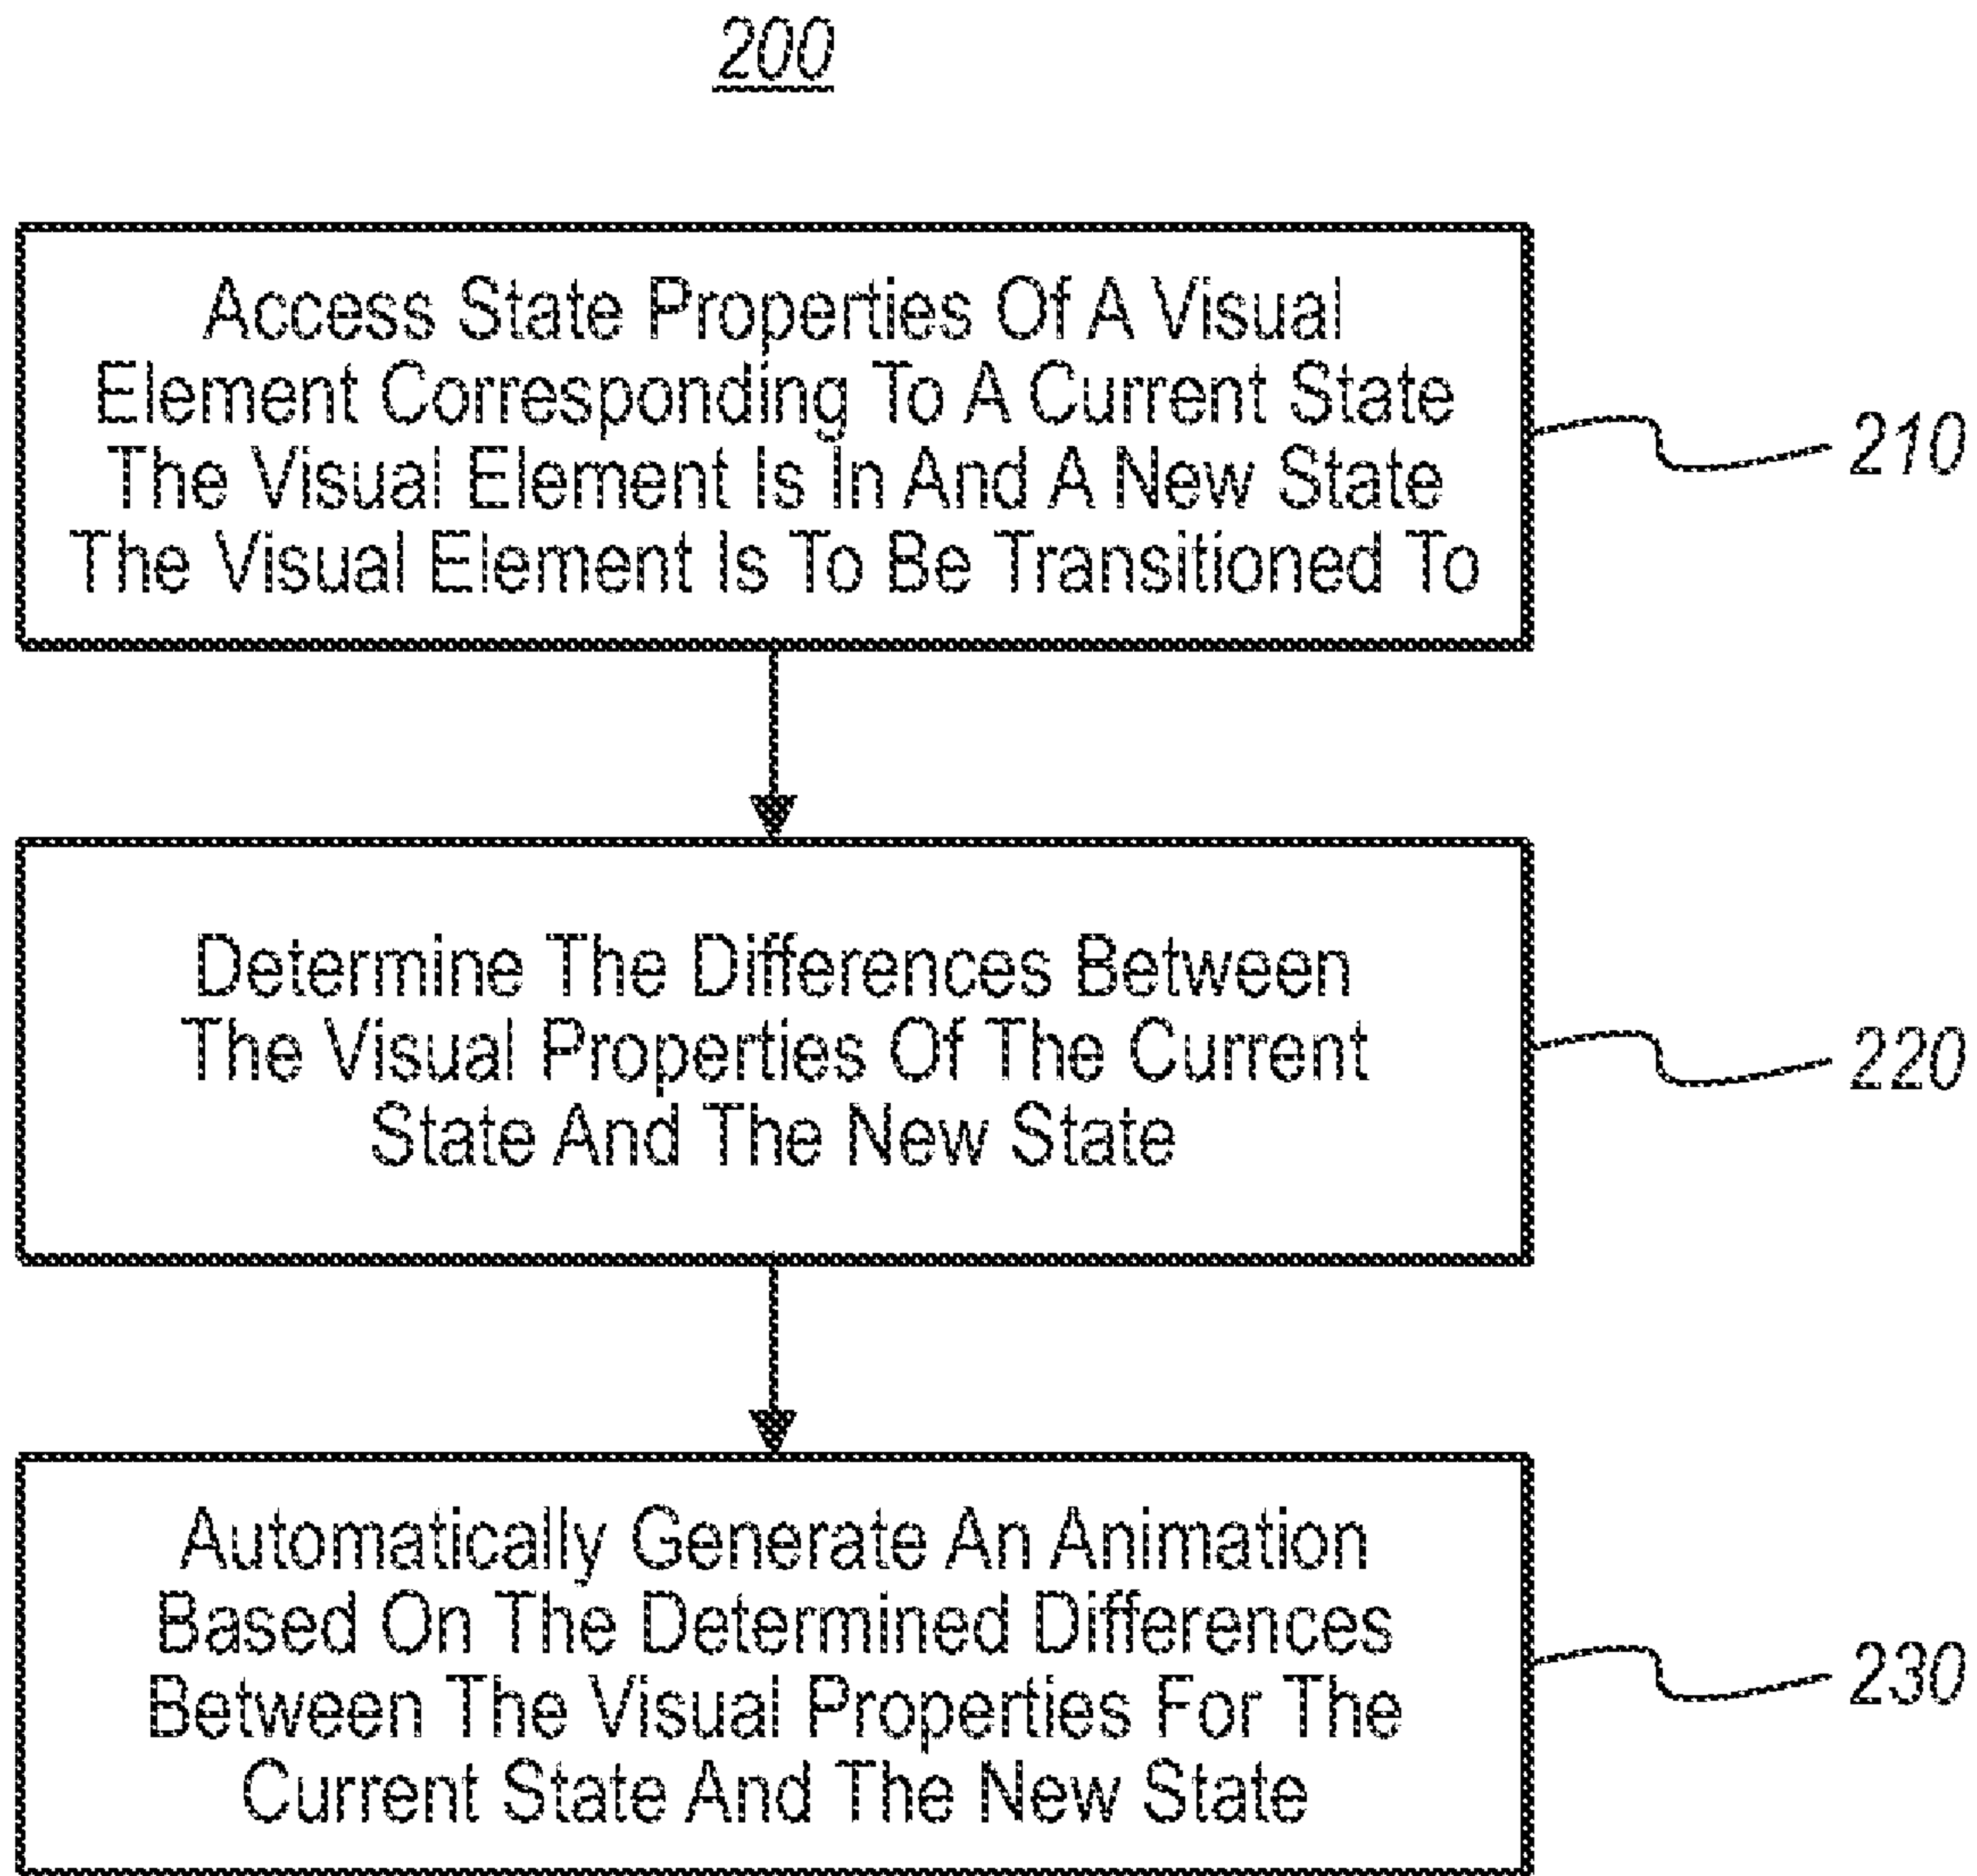 200
Access State Properties Of A Visual
Element Corresponding To A Current State
The Visual Element Is In And A New State
The Visual Element Is To Be Transitioned To
210
Determine The Differences Between
The Visual Properties Of The Current
State And The New State
220
Automatically Generate An Animation
Based On The Determined Differences
Between The Visual Properties For The
Current State And The New State
230